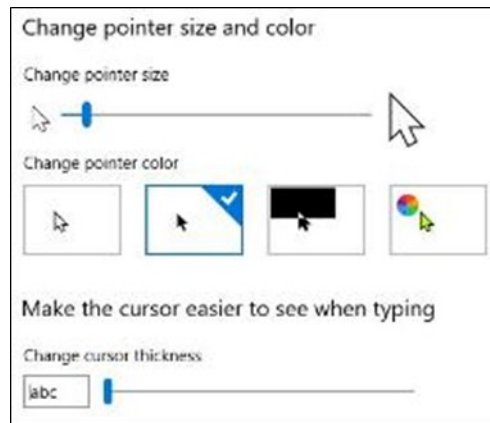 Change pointer size and color
Change pointer size
Change pointer color
Make the cursor easier to see when typing
Change cursor thickness
abc